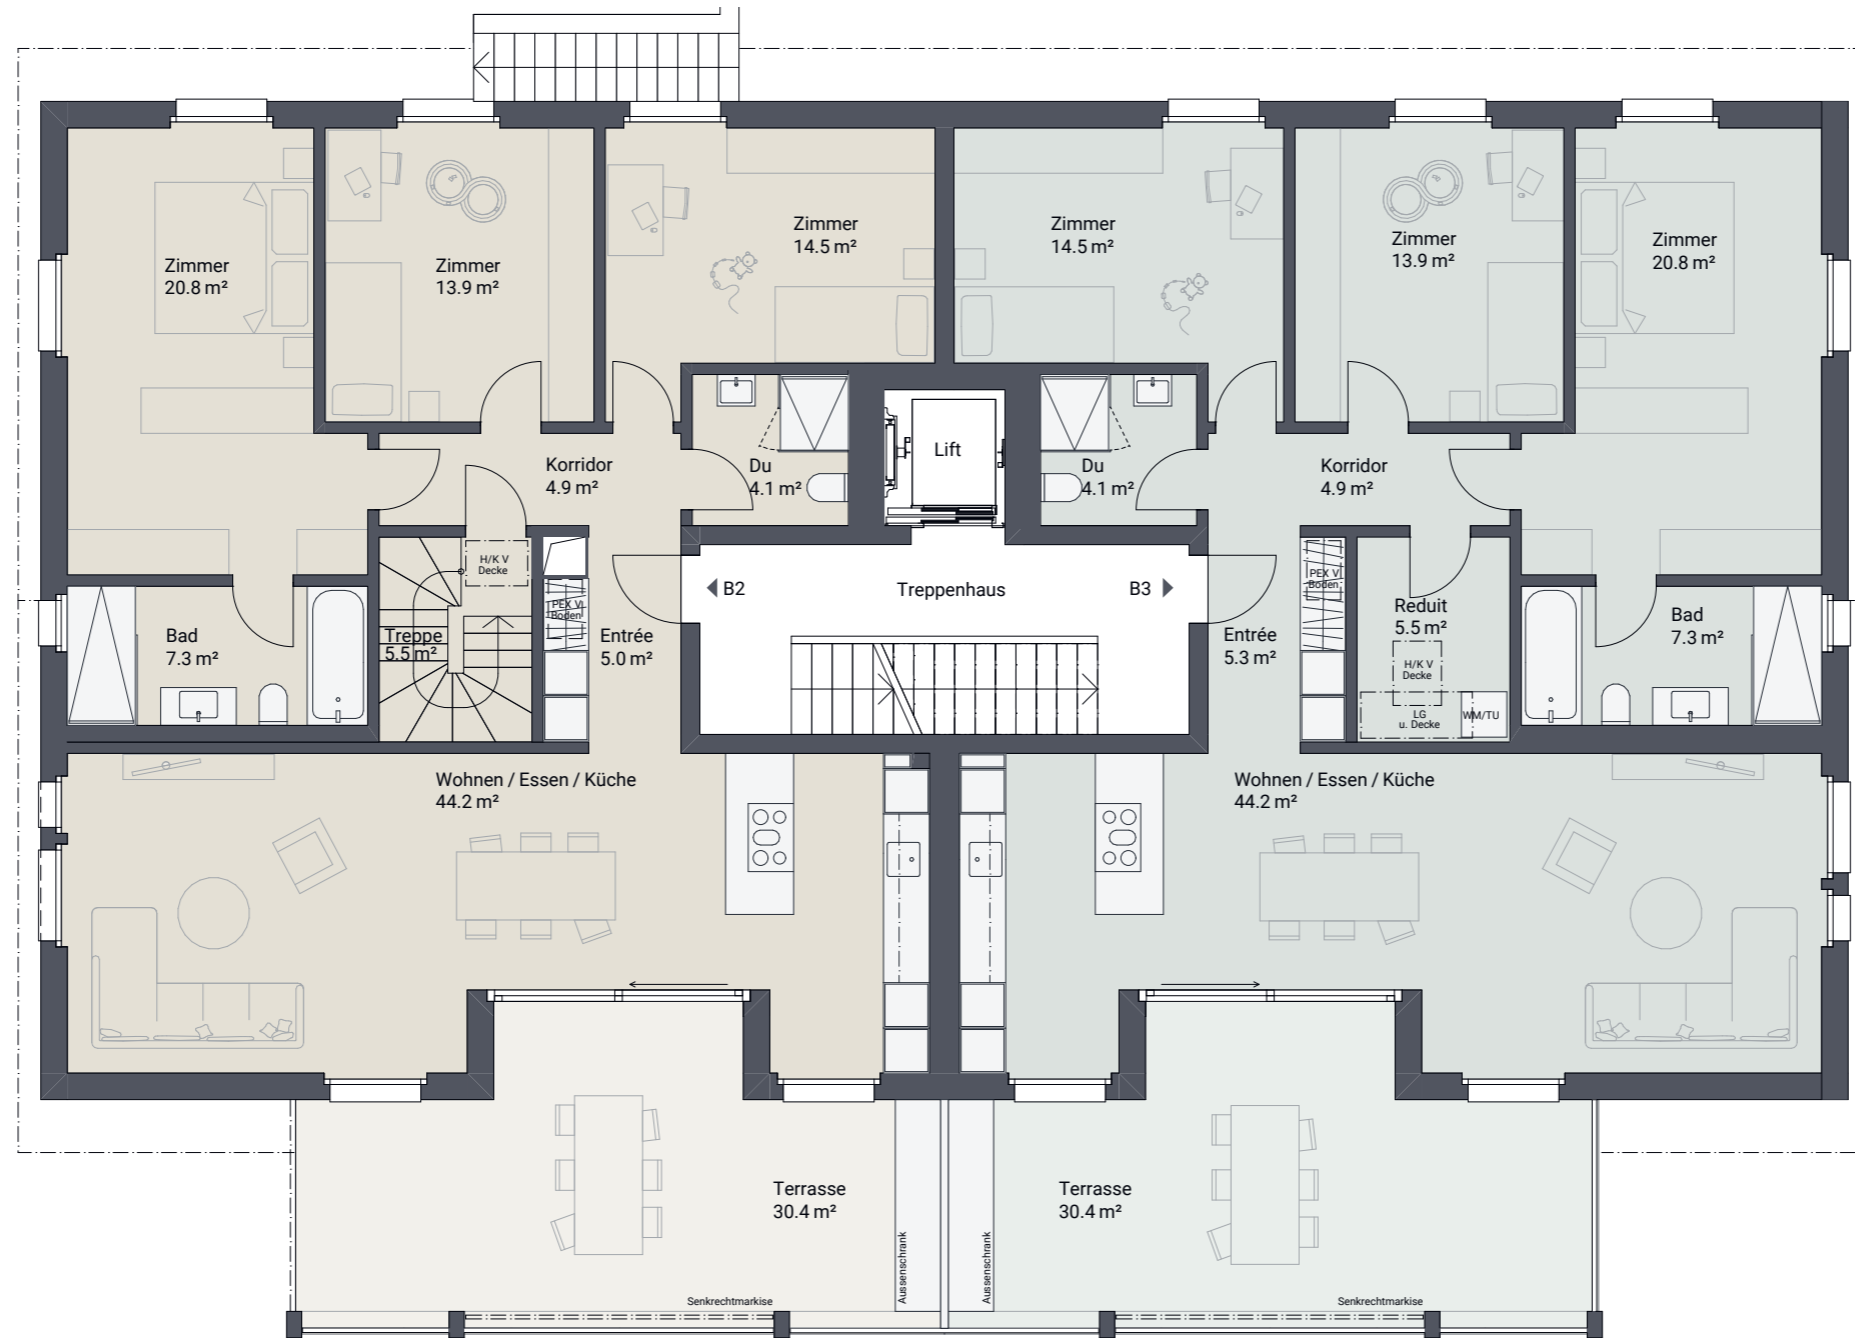 Zimmer
14.5 m²
Zimmer
14.5 m²
Zimmer
13.9 m²
Zimmer
20.8 m²
Zimmer
20.8 m²
Zimmer
13.9 m²
Lift
Korridor
4.9 m²
Du
4.1 m²
Du
4.1 m²
Korridor
4.9 m²
H/K V
Decke
B2
Treppenhaus
B3
PEX V
Boden
PEX V
Boden
Bad
7.3 m²
Treppe
5.5 m²
Entrée
5.0 m²
Entrée
5.3 m²
Reduit
5.5 m²
Bad
7.3 m²
H/K V
Decke
LG
u. Decke
WM/TU
Wohnen / Essen / Küche
44.2 m²
Wohnen / Essen / Küche
44.2 m²
Terrasse
30.4 m²
Terrasse
30.4 m²
Aussenschrank
Aussenschrank
Senkrechtmarkise
Senkrechtmarkise